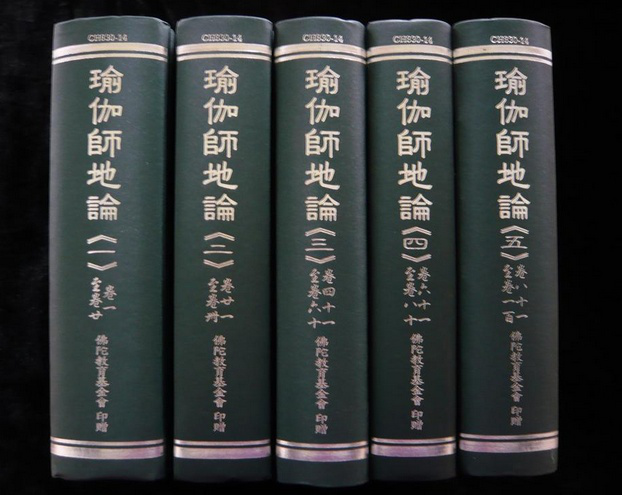 CH830-14
瑜伽師地論
《一》
卷一
至卷廿
佛陀教育基金會 印贈
CH830-14
瑜伽師地論
《二》
卷廿一
至卷卌
佛陀教育基金會 印贈
CH830-14
瑜伽師地論
《三》
卷四十一
至卷六十
佛陀教育基金會 印贈
CH830-14
瑜伽師地論
《四》
卷六十一
至卷八十
佛陀教育基金會 印贈
CH830-14
瑜伽師地論
《五》
卷八十一
至卷一百
佛陀教育基金會 印贈